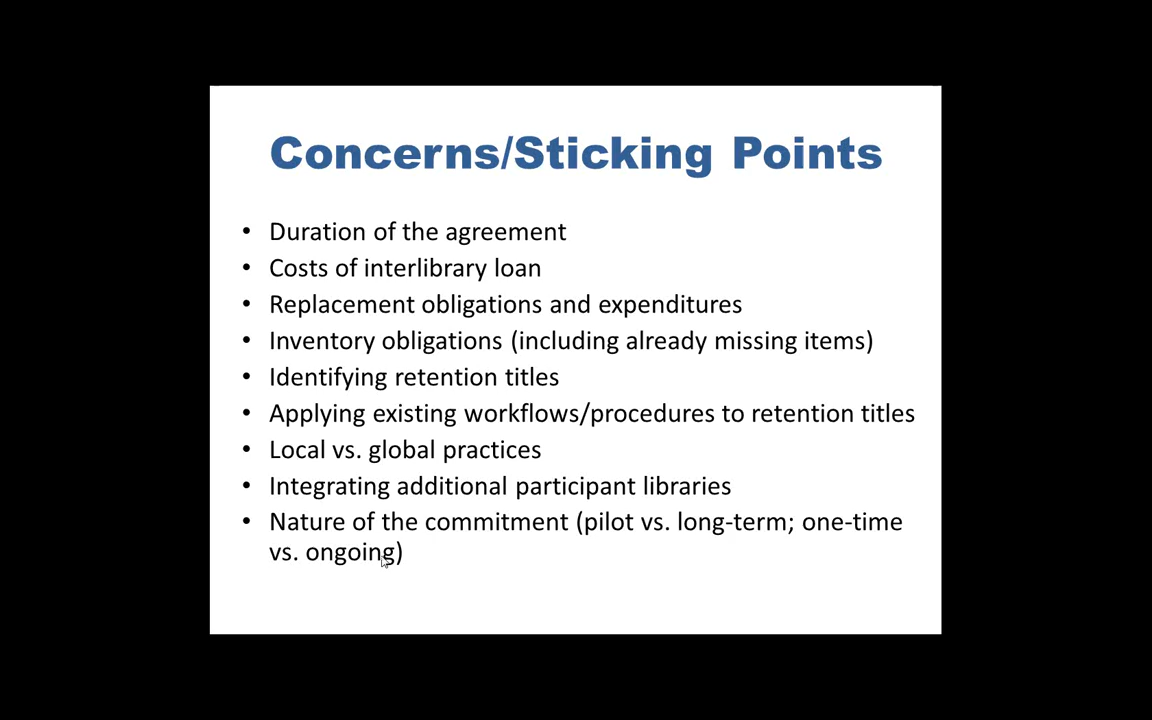 Concerns/Sticking Points
• Duration of the agreement
• Costs of interlibrary loan
• Replacement obligations and expenditures
• Inventory obligations (including already missing items)
• Identifying retention titles
• Applying existing workflows/procedures to retention titles
• Local vs. global practices
• Integrating additional participant libraries
• Nature of the commitment (pilot vs. long-term; one-time
vs. ongoing)